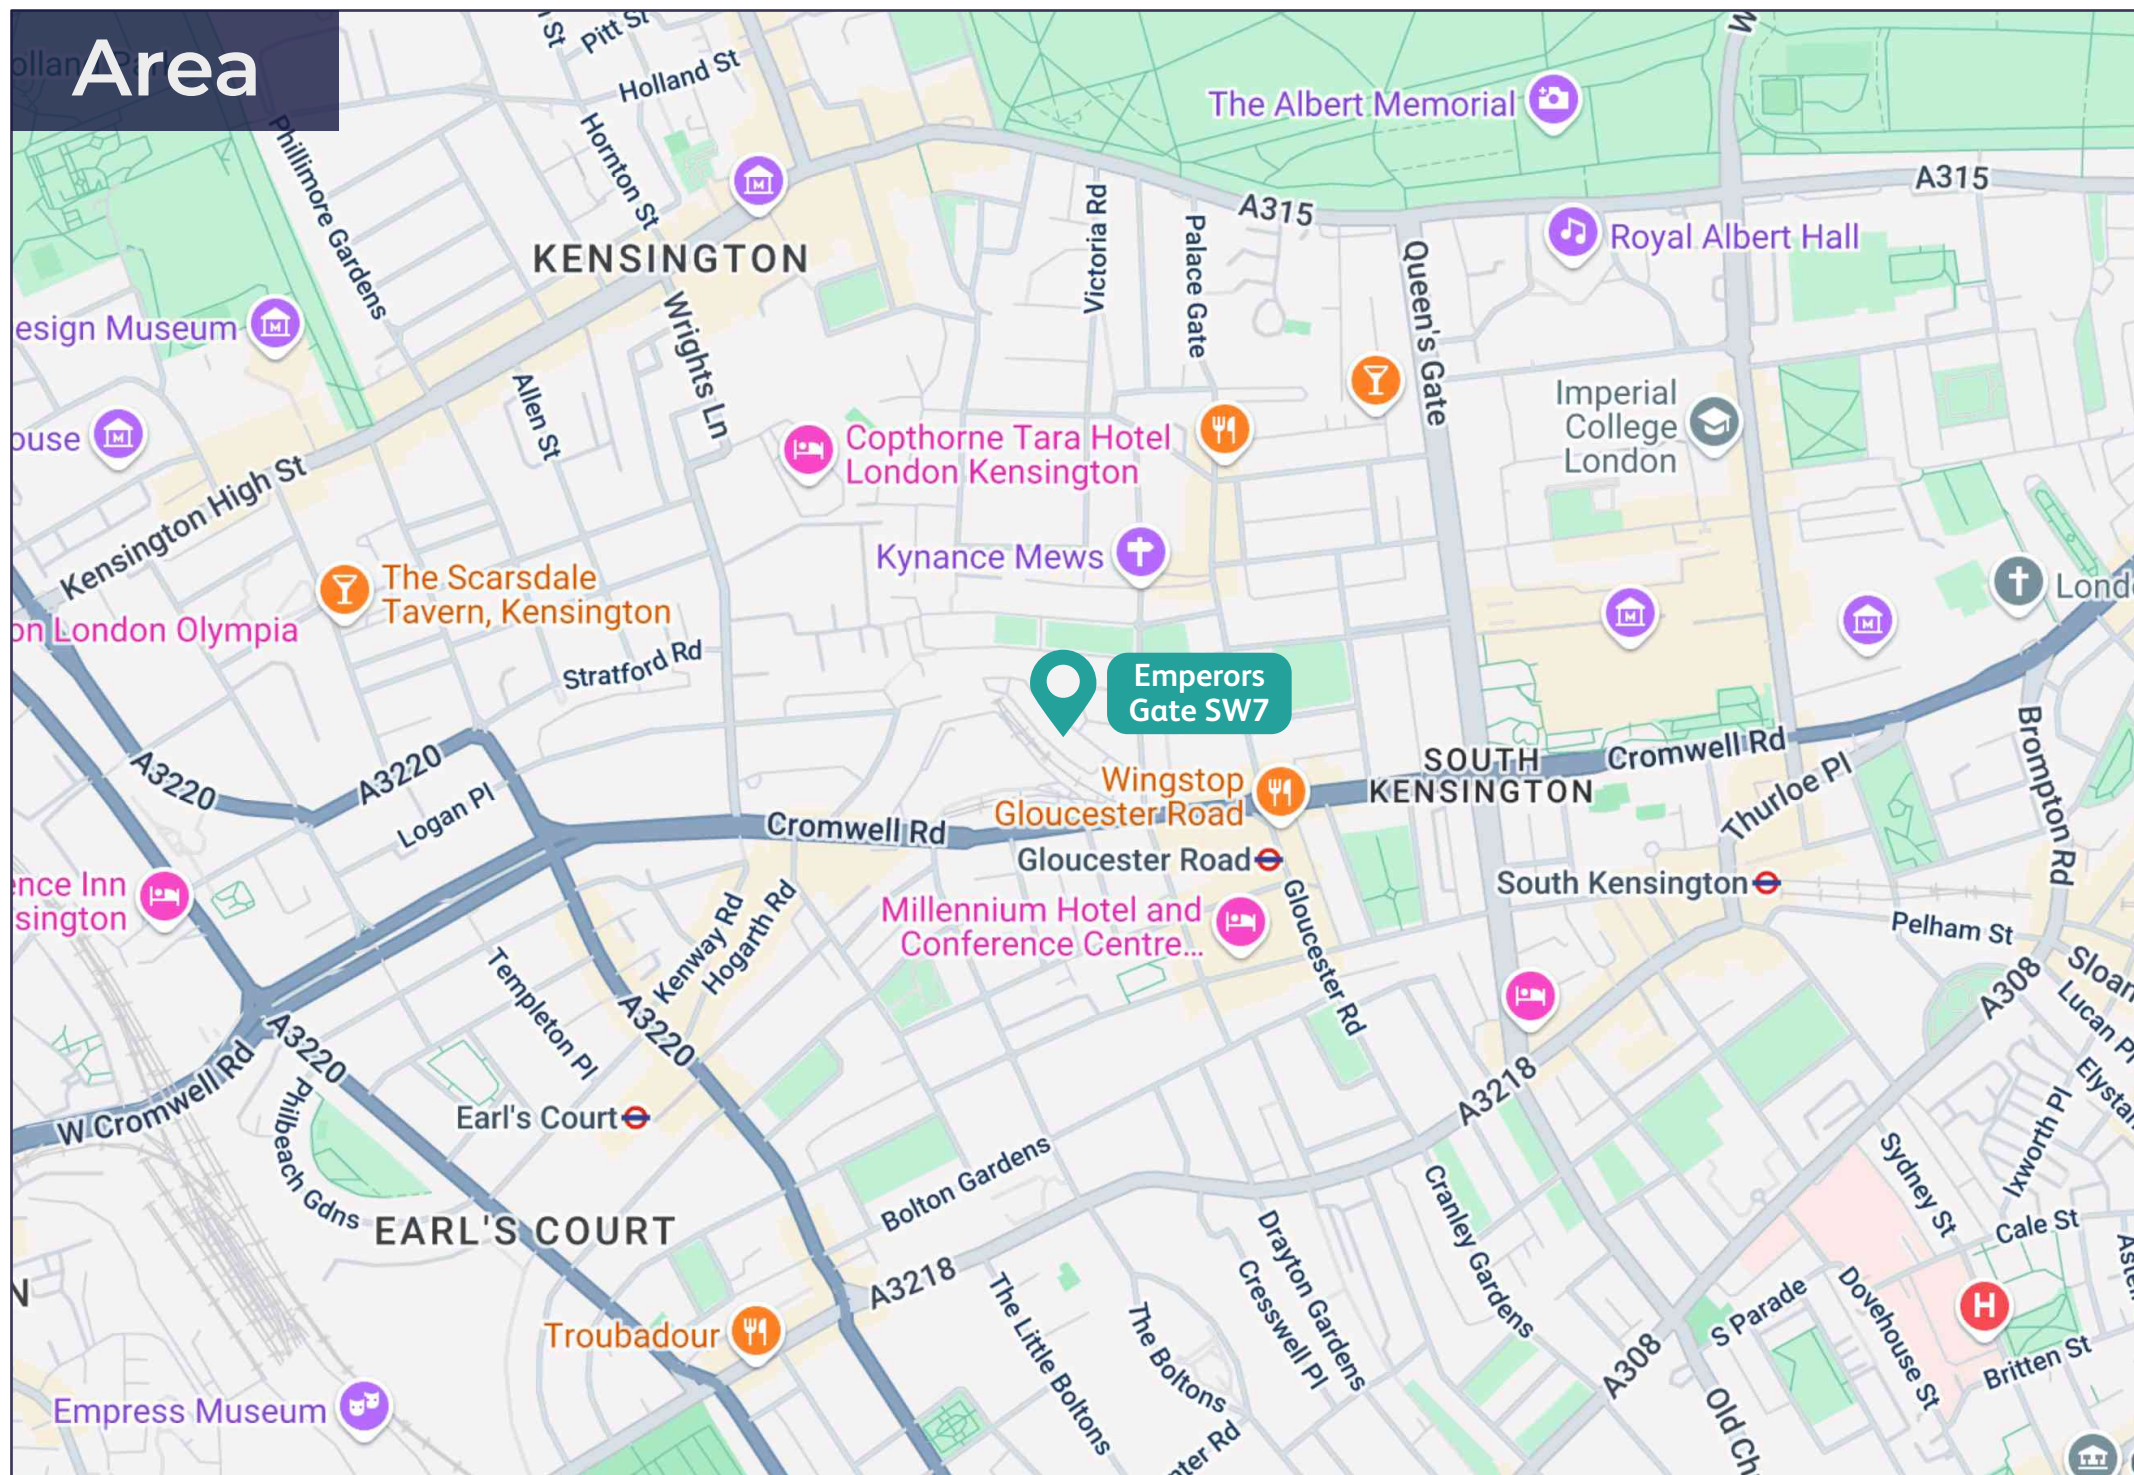 Area
Pitt St
Holland St
Hornton St
Phillimore Gardens
The Albert Memorial
A315
A315
Royal Albert Hall
Victoria Rd
Palace Gate
Queen's Gate
KENSINGTON
esign Museum
Wrights Ln
Allen St
Imperial
College
London
Copthorne Tara Hotel
London Kensington
ouse
Kensington High St
Kynance Mews
The Scarsdale
Tavern, Kensington
on London Olympia
Stratford Rd
Emperors
Gate SW7
Brompton Rd
SOUTH
KENSINGTON
Cromwell Rd
Thurloe Pl
A3220
A3220
Logan Pl
Wingstop
Gloucester Road
Cromwell Rd
Gloucester Road
South Kensington
ence Inn
sington
Millennium Hotel and
Conference Centre...
Gloucester Rd
Kenway Rd
Hogarth Rd
Pelham St
A308
Lucan Pl
Templeton Pl
A3220
A3220
W Cromwell Rd
Philbeach Gdns
Earl's Court
A3218
Ixworth Pl
Sydney St
Cale St
Bolton Gardens
EARL'S COURT
Cranley Gardens
Drayton Gardens
Cresswell Pl
A3218
The Little Boltons
The Boltons
S Parade
Dovehouse St
H
Britten St
A308
Troubadour
Empress Museum
Old Ch